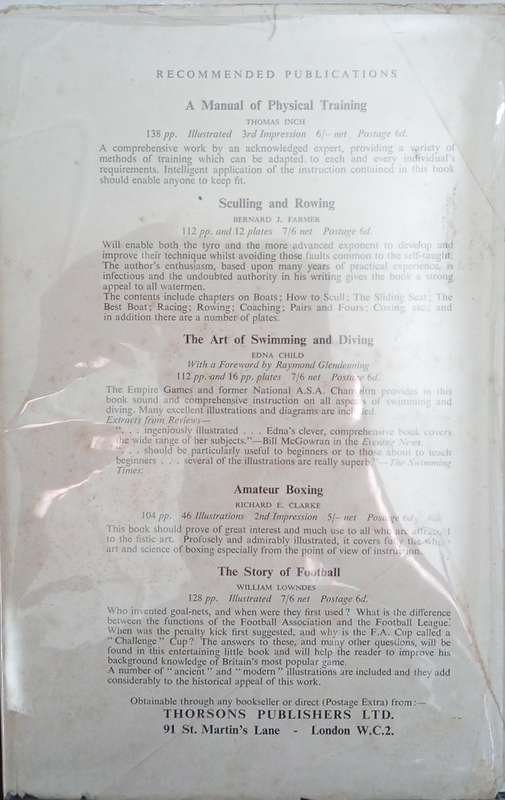 RECOMMENDED PUBLICATIONS
A Manual of Physical Training
THOMAS INCH
138 pp. Illustrated 3rd Impression 6/- net Postage 6d.
A comprehensive work by an acknowledged expert, providing a variety of
methods of training which can be adapted to each and every individual's
requirements. Intelligent application of the instruction contained in this book
should enable anyone to keep fit.
Sculling and Rowing
BERNARD J. FARMER
112 pp. and 12 plates 7/6 net Postage 6d.
Will enable both the tyro and the more advanced exponent to develop and
improve their technique whilst avoiding those faults common to the self-taught.
The author's enthusiasm, based upon many years of practical experience, is
infectious and the undoubted authority in his writing gives the book a strong
appeal to all watermen.
The contents include chapters on Boats; How to Scull; The Sliding Seat; The
Best Boat; Racing; Rowing; Coaching; Pairs and Fours; Coxing, etc.; and
in addition there are a number of plates.
The Art of Swimming and Diving
EDNA CHILD
With a Foreword by Raymond Glendenning
112 pp. and 16 pp. plates 7/6 net Postage 6d.
The Empire Games and former National A.S.A. Champion provides in this
book sound and comprehensive instruction on all aspects of swimming and
diving. Many excellent illustrations and diagrams are included.
Extracts from Reviews—
". . . ingeniously illustrated . . . Edna's clever, comprehensive book covers
the wide range of her subjects."—Bill McGowran in the Evening News.
". . . should be particularly useful to beginners or to those about to teach
beginners . . . several of the illustrations are really superb."—The Swimming
Times.
Amateur Boxing
RICHARD E. CLARKE
104 pp. 46 Illustrations 2nd Impression 5/- net Postage 6d.
This book should prove of great interest and much use to all who are
to the fistic art. Profusely and admirably illustrated, it covers fully the
art and science of boxing especially from the point of view of instruction.
The Story of Football
WILLIAM LOWNDES
128 pp. Illustrated 7/6 net Postage 6d.
Who invented goal-nets, and when were they first used? What is the difference
between the functions of the Football Association and the Football League?
When was the penalty kick first suggested, and why is the F.A. Cup called a
"Challenge" Cup? The answers to these, and many other questions, will be
found in this entertaining little book and will help the reader to improve his
background knowledge of Britain's most popular game.
A number of "ancient" and "modern" illustrations are included and they add
considerably to the historical appeal of this work.
Obtainable through any bookseller or direct (Postage Extra) from:—
THORSONS PUBLISHERS LTD.
91 St. Martin's Lane - London W.C.2.